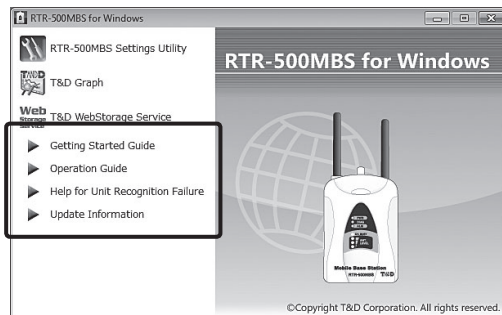 RTR-500MBS for Windows
RTR-500MBS Settings Utility
T&D Graph
Web Storage Service
T&D WebStorage Service
Getting Started Guide
Operation Guide
Help for Unit Recognition Failure
Update Information
RTR-500MBS for Windows
Mobile Base Station
RTR-500MBS T&D
©Copyright T&D Corporation. All rights reserved.